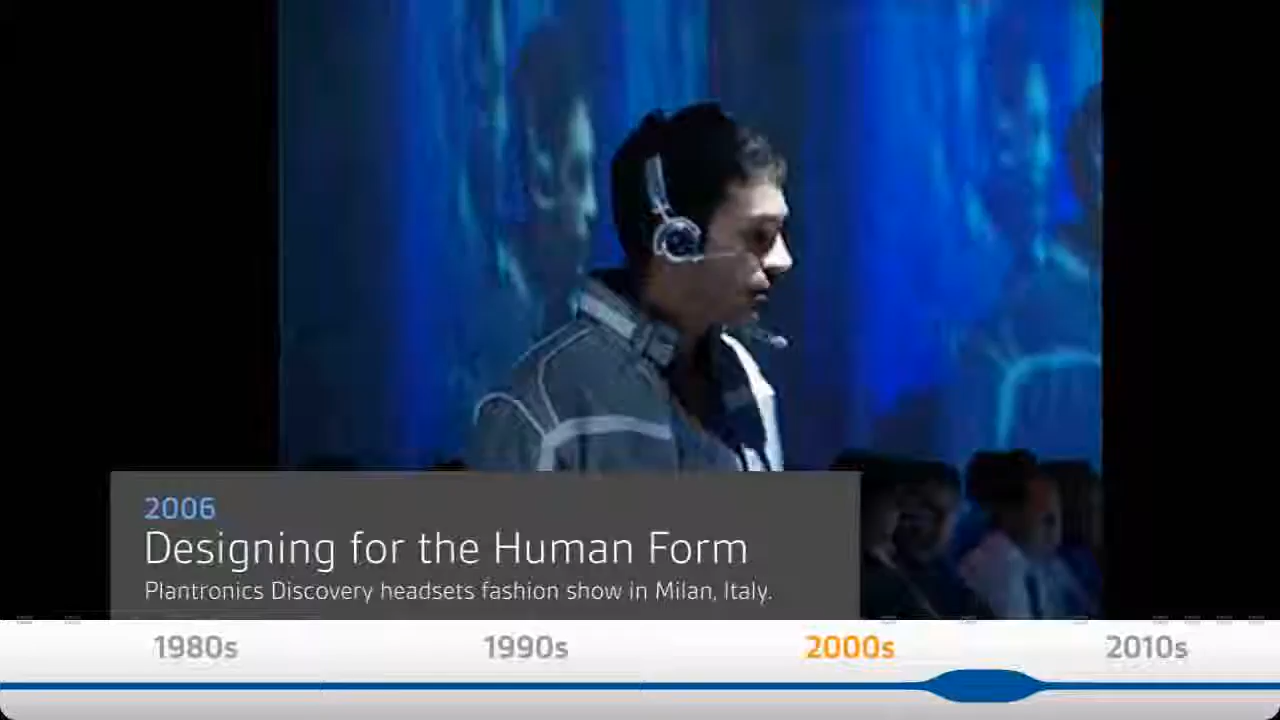 2006
Designing for the Human Form
Plantronics Discovery headsets fashion show in Milan, Italy.
1980s 1990s 2000s 2010s